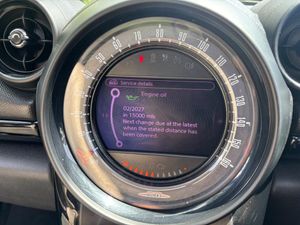 Service details
Engine oil
02/2027
in 15000 mls
Next change due at the latest
when the stated distance has
been covered.